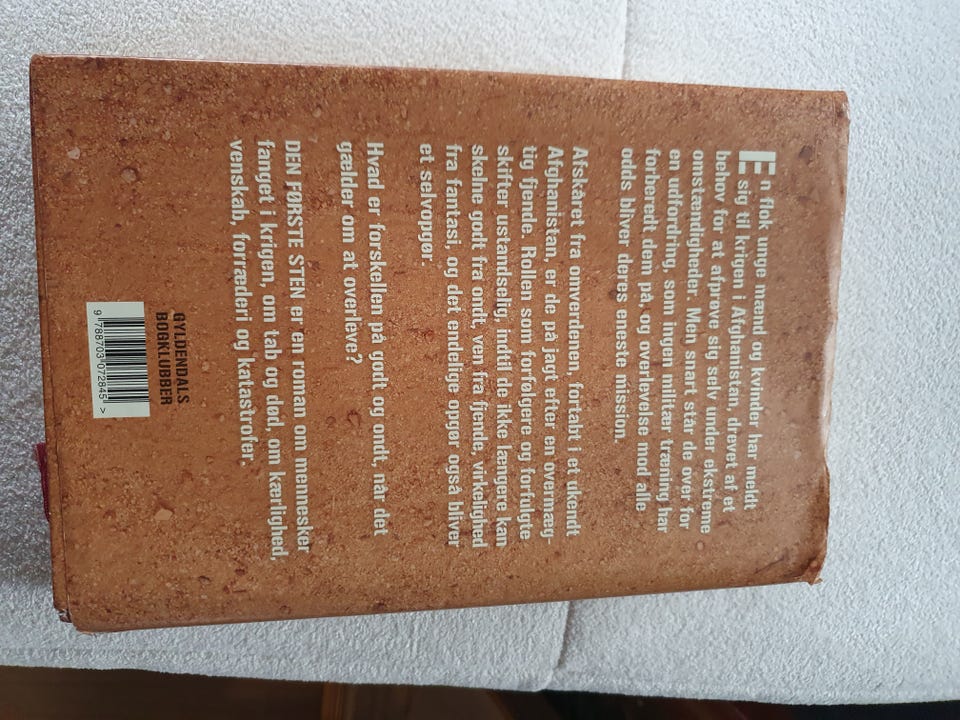 En flok unge mænd og kvinder har meldt
sig til krigen i Afghanistan, drevet af et
behov for at afprøve sig selv under ekstreme
omstændigheder. Men snart står de over for
en udfordring, som ingen militær træning har
forberedt dem på, og overlevelse mod alle
odds bliver deres eneste mission.
Afskåret fra omverdenen, fortabt i et ukendt
Afghanistan, er de på jagt efter en overmæg-
tig fjende. Rollen som forfølgere og forfulgte
skifter ustandselig, indtil de ikke længere kan
skelne godt fra ondt, ven fra fjende, virkelighed
fra fantasi, og det endelige opgør også bliver
et selvopgør.
Hvad er forskellen på godt og ondt, når det
gælder om at overleve?
DEN FØRSTE STEN er en roman om mennesker
fanget i krigen, om tab og død, om kærlighed,
venskab, forræderi og katastrofer.
GYLDENDALS
BOGKLUBBER
9 788703 072845 >